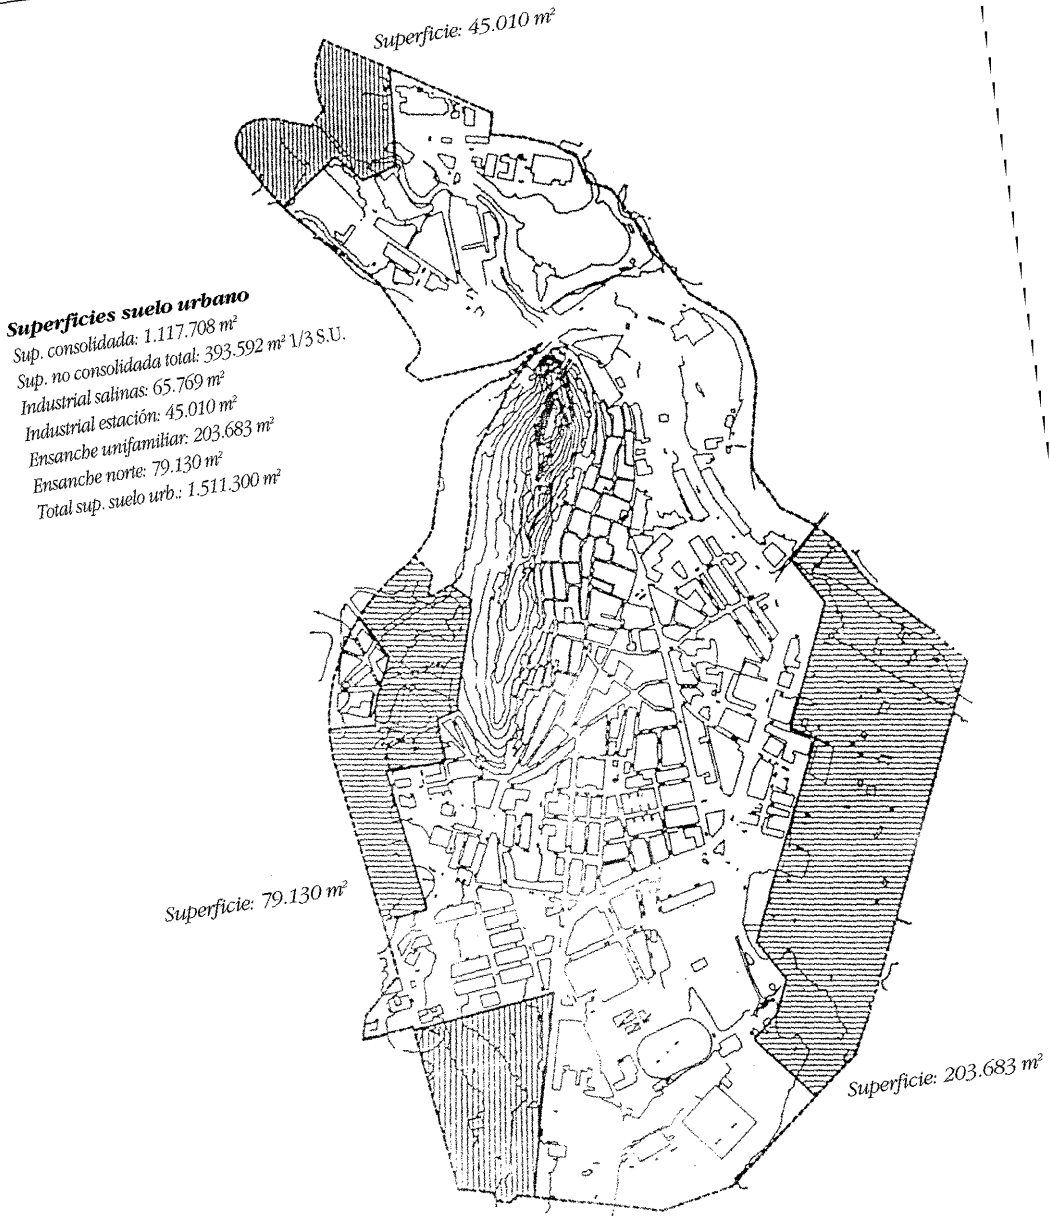 Superficie: 45.010 m²
Superficies suelo urbano
Sup. consolidada: 1.117.708 m²
Sup. no consolidada total: 393.592 m² 1/3 S.U.
Industrial salinas: 65.769 m²
Industrial estación: 45.010 m²
Ensanche unifamiliar: 203.683 m²
Ensanche norte: 79.130 m²
Total sup. suelo urb.: 1.511.300 m²
Superficie: 79.130 m²
Superficie: 203.683 m²